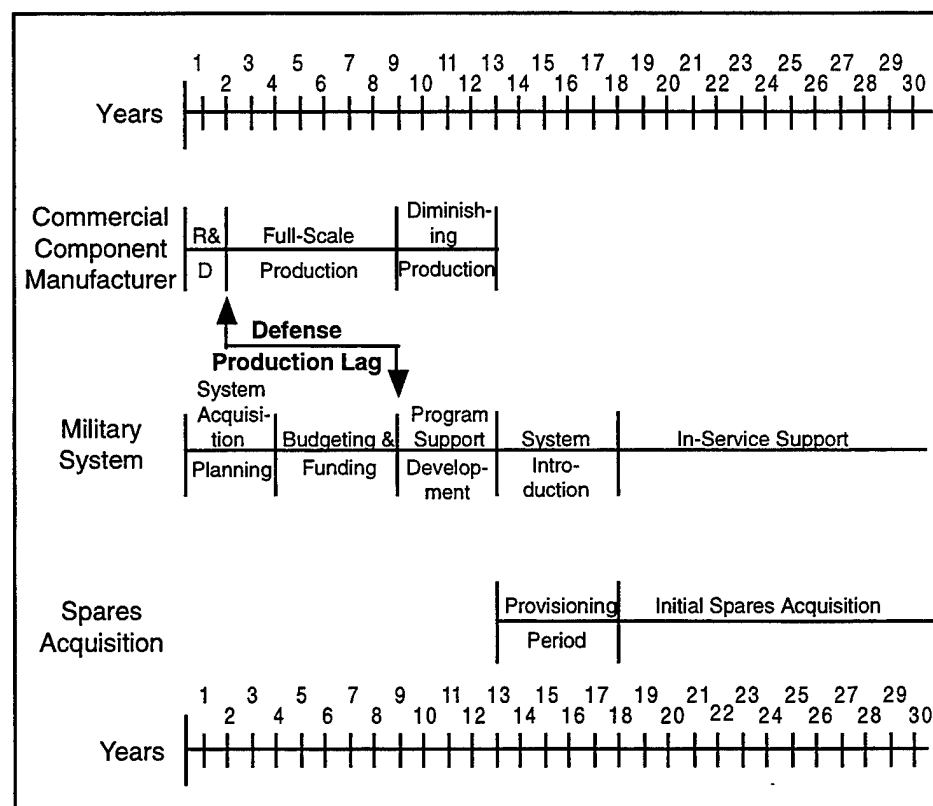 1 3 5 7 9 11 13 15 17 19 21 23 25 27 29
2 4 6 8 10 12 14 16 18 20 22 24 26 28 30
Years
Commercial
Component
Manufacturer
R&
D
Full-Scale
Production
Diminish-
ing
Production
Defense
Production Lag
Military
System
System
Acquisi-
tion
Planning
Budgeting &
Funding
Program
Support
Develop-
ment
System
Intro-
duction
In-Service Support
Spares
Acquisition
Provisioning
Period
Initial Spares Acquisition
1 3 5 7 9 11 13 15 17 19 21 23 25 27 29
2 4 6 8 10 12 14 16 18 20 22 24 26 28 30
Years